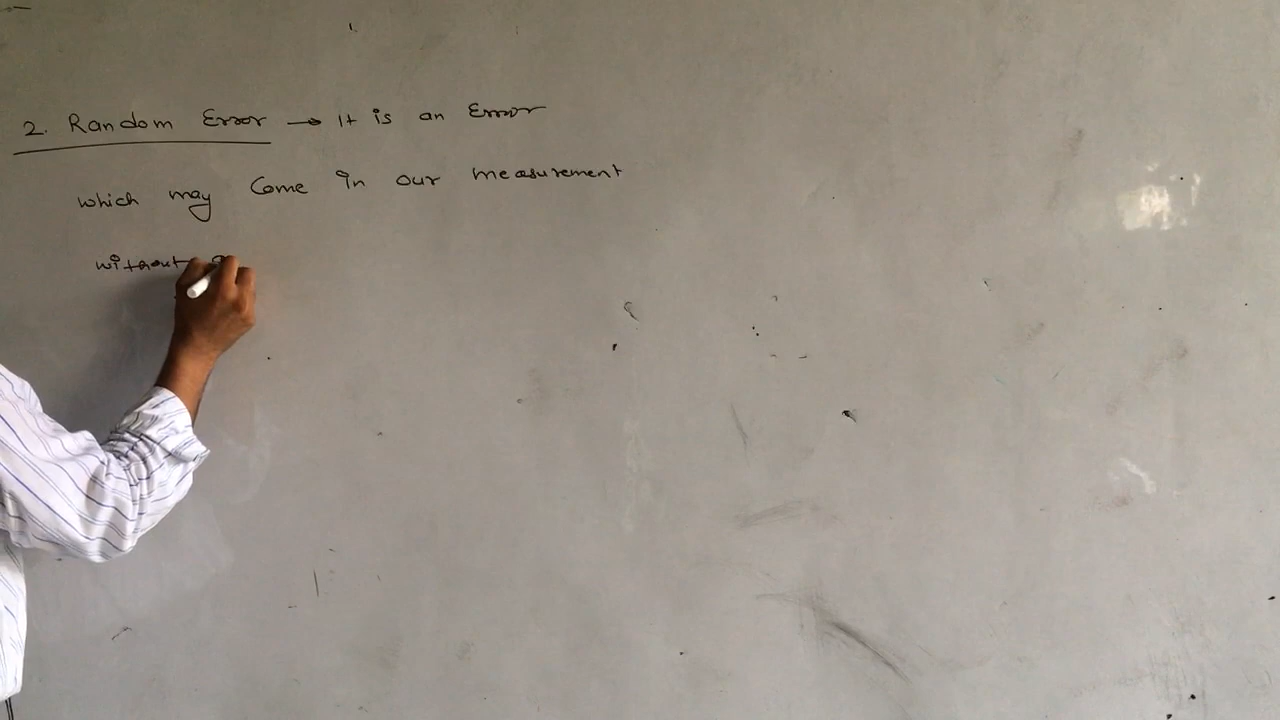 2. Random Error → It is an Error
which may Come in our measurement
without